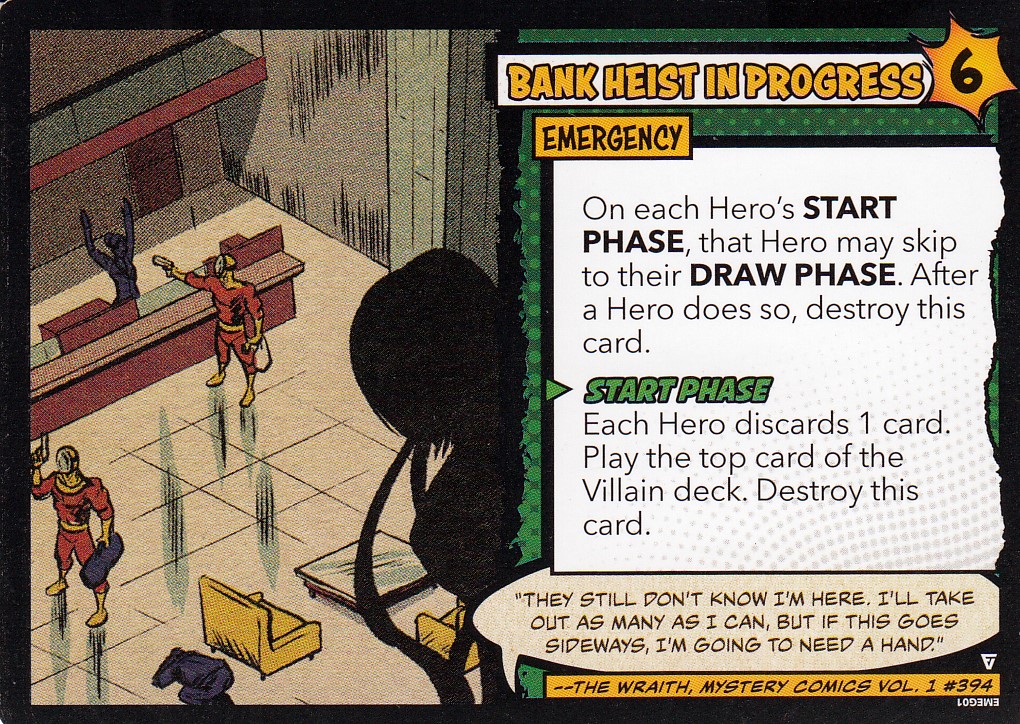 BANK HEIST IN PROGRESS
6
EMERGENCY
On each Hero's START
PHASE, that Hero may skip
to their DRAW PHASE. After
a Hero does so, destroy this
card.
START PHASE
Each Hero discards 1 card.
Play the top card of the
Villain deck. Destroy this
card.
"THEY STILL DON'T KNOW I'M HERE. I'LL TAKE
OUT AS MANY AS I CAN, BUT IF THIS GOES
SIDEWAYS, I'M GOING TO NEED A HAND."
--THE WRAITH, MYSTERY COMICS VOL. 1 #394
EMEG01